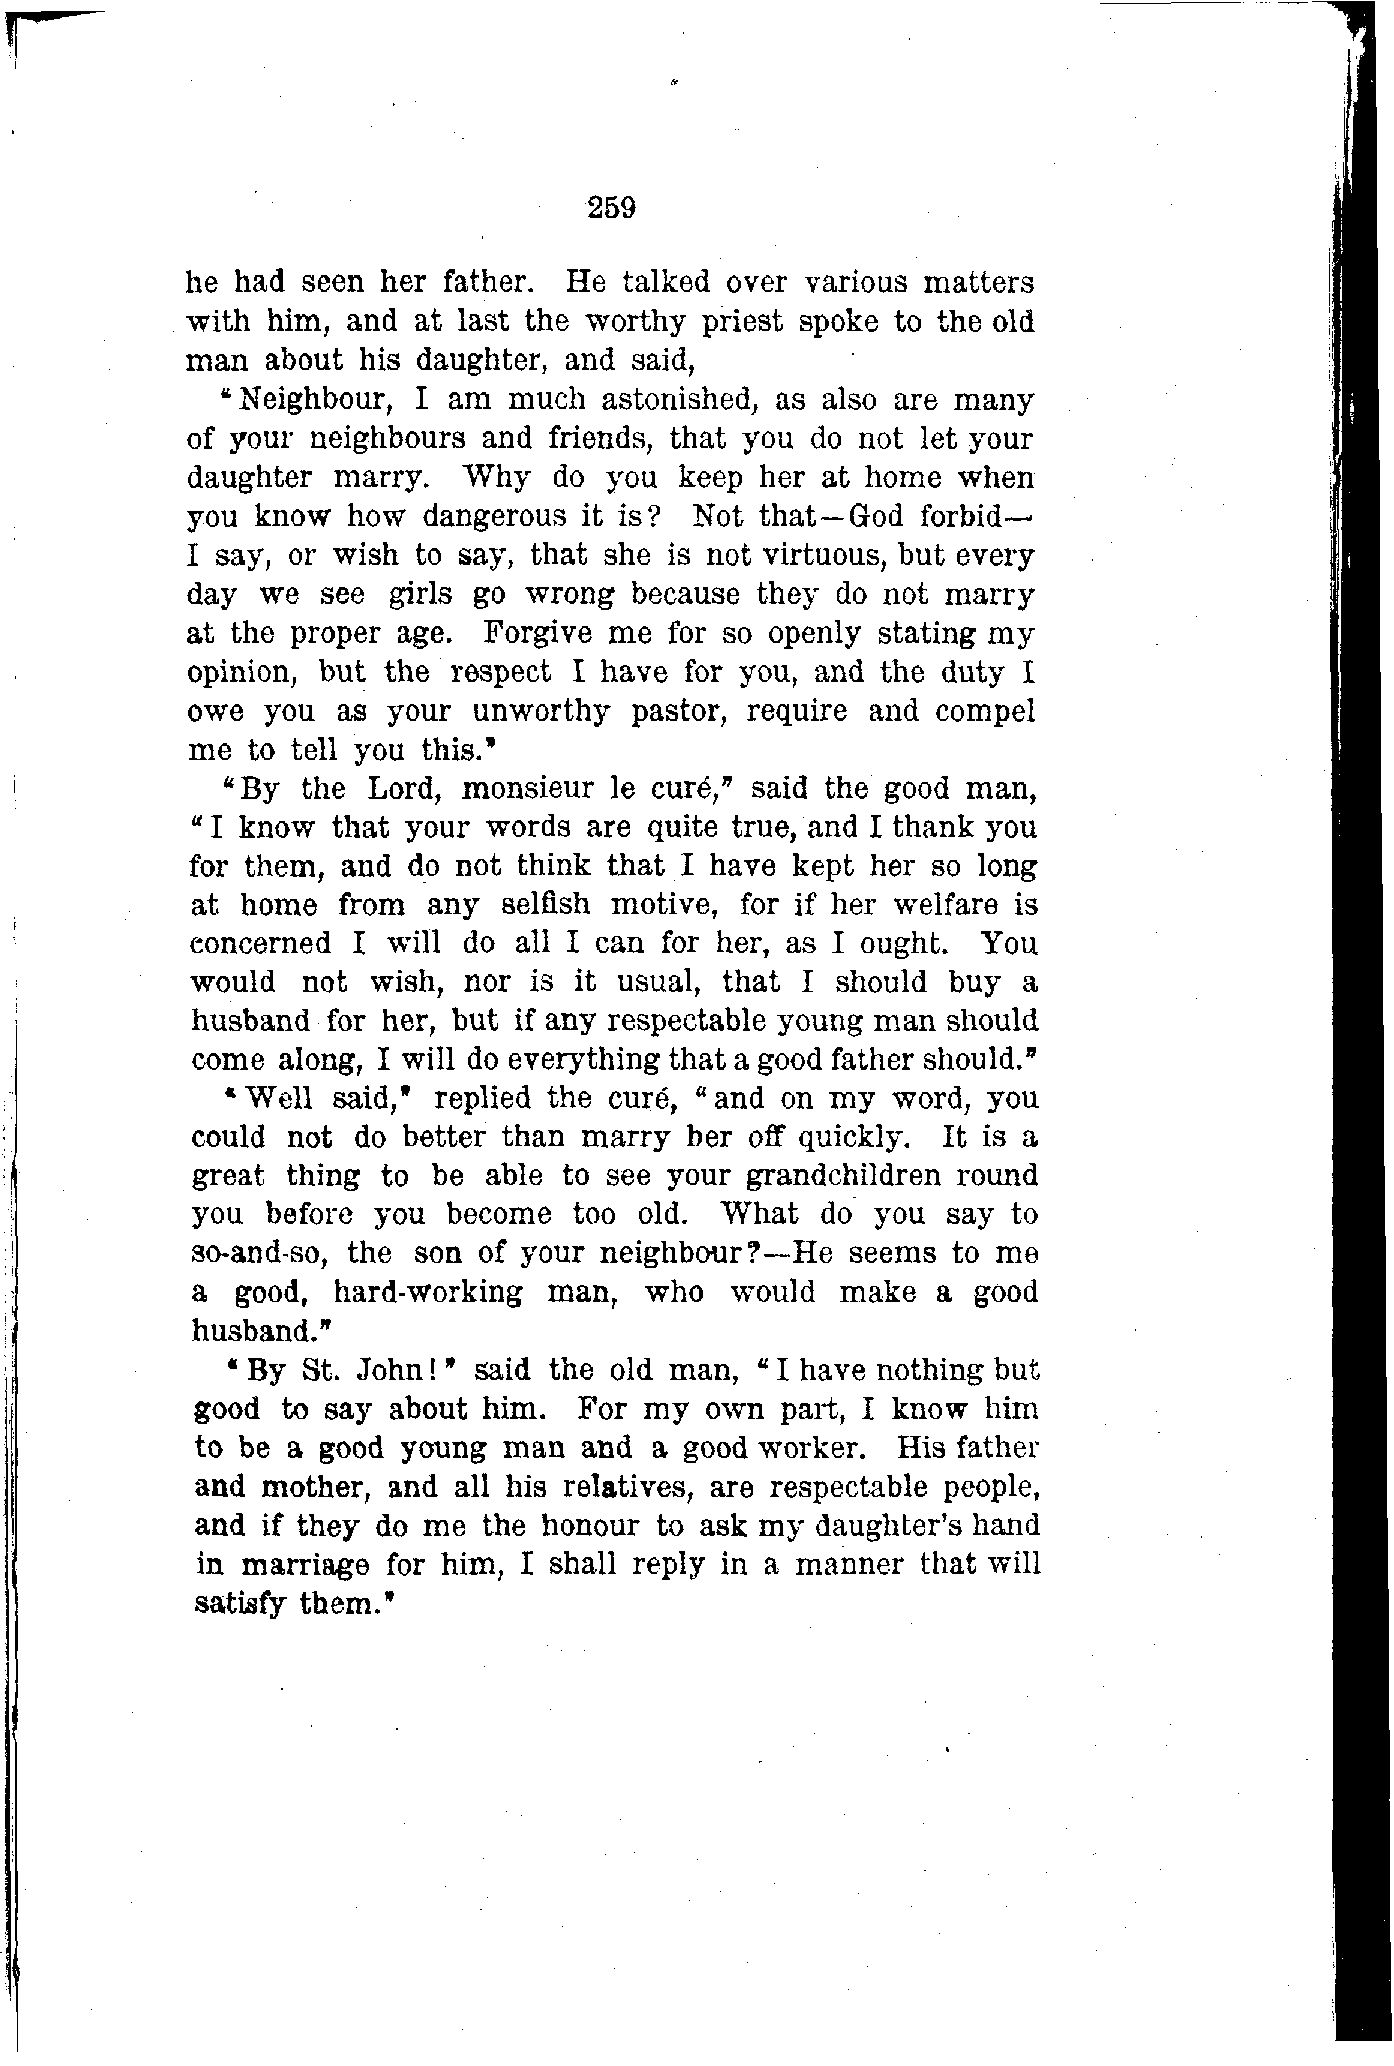 259
he had seen her father. He talked over various matters
with him, and at last the worthy priest spoke to the old
man about his daughter, and said,
"Neighbour, I am much astonished, as also are many
of your neighbours and friends, that you do not let your
daughter marry. Why do you keep her at home when
you know how dangerous it is? Not that—God forbid—
I say, or wish to say, that she is not virtuous, but every
day we see girls go wrong because they do not marry
at the proper age. Forgive me for so openly stating my
opinion, but the respect I have for you, and the duty I
owe you as your unworthy pastor, require and compel
me to tell you this."
"By the Lord, monsieur le curé," said the good man,
"I know that your words are quite true, and I thank you
for them, and do not think that I have kept her so long
at home from any selfish motive, for if her welfare is
concerned I will do all I can for her, as I ought. You
would not wish, nor is it usual, that I should buy a
husband for her, but if any respectable young man should
come along, I will do everything that a good father should."
"Well said," replied the curé, "and on my word, you
could not do better than marry her off quickly. It is a
great thing to be able to see your grandchildren round
you before you become too old. What do you say to
so-and-so, the son of your neighbour?—He seems to me
a good, hard-working man, who would make a good
husband."
"By St. John!" said the old man, "I have nothing but
good to say about him. For my own part, I know him
to be a good young man and a good worker. His father
and mother, and all his relatives, are respectable people,
and if they do me the honour to ask my daughter's hand
in marriage for him, I shall reply in a manner that will
satisfy them."